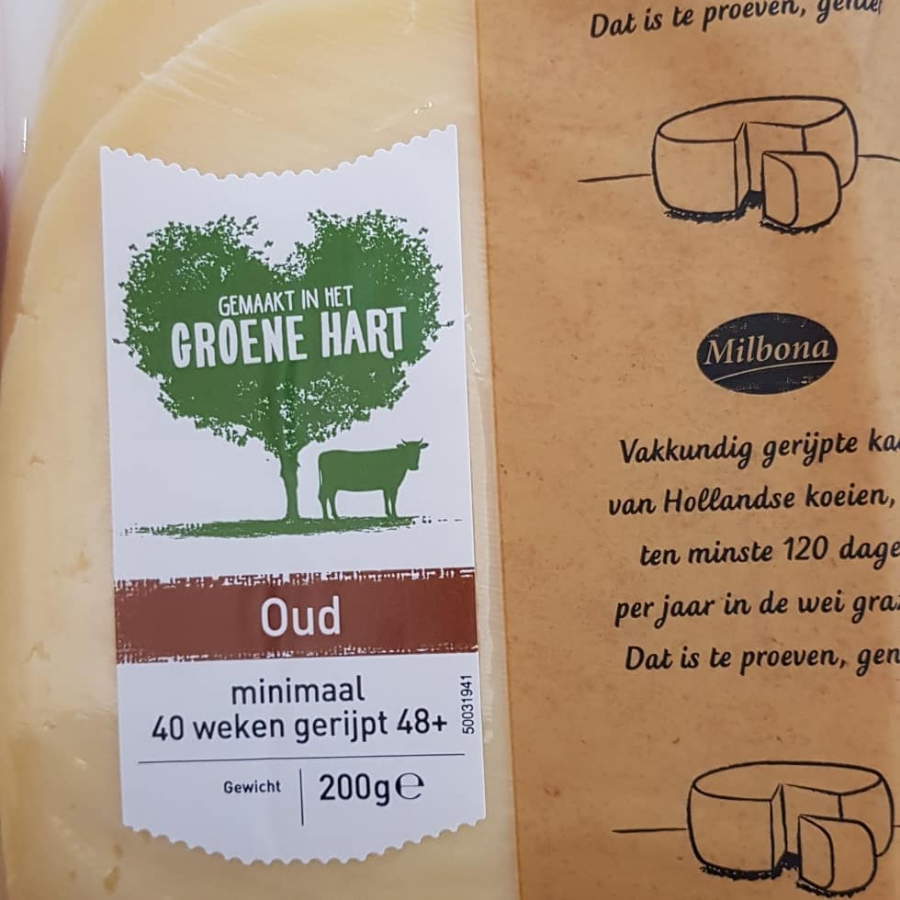 Dat is te proeven,
GEMAAKT IN HET
GROENE HART
Oud
minimaal
40 weken gerijpt 48+
50031941
Gewicht
200g℮
Milbona
Vakkundig gerijpte
van Hollandse koeien,
ten minste 120
per jaar in de wei
Dat is te proeven,